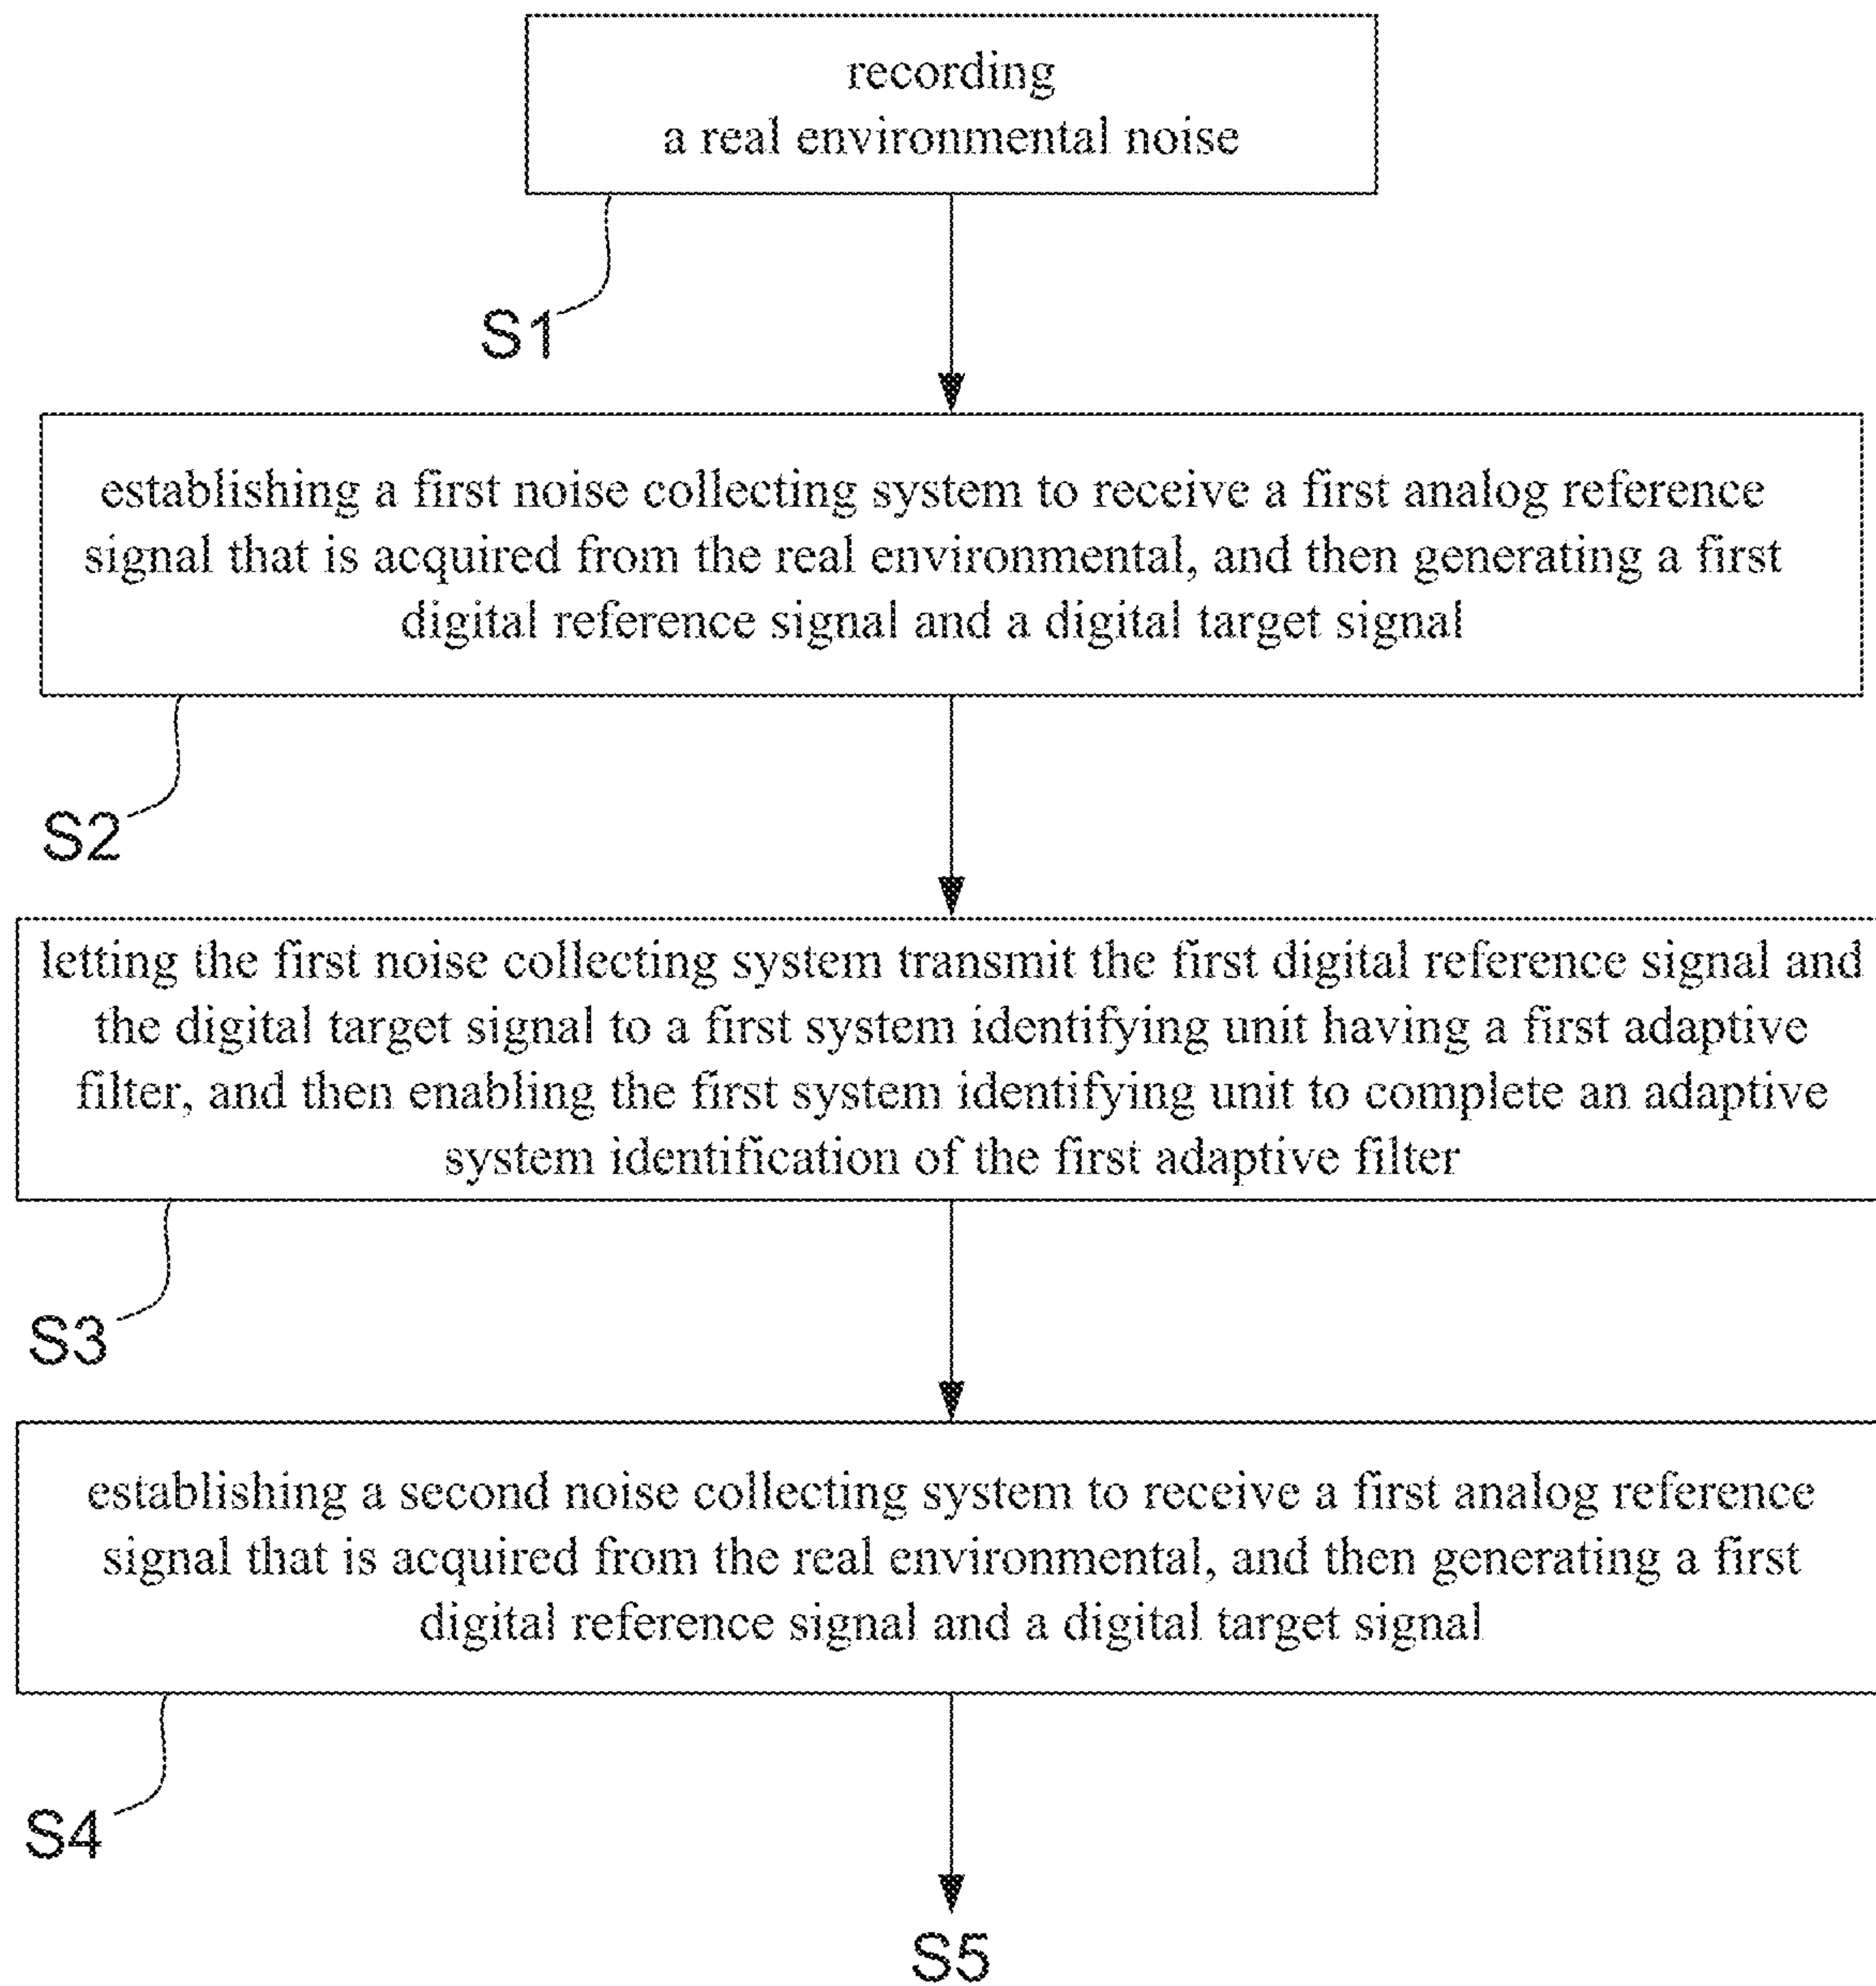 recording
a real environmental noise
S1
establishing a first noise collecting system to receive a first analog reference
signal that is acquired from the real environmental, and then generating a first
digital reference signal and a digital target signal
S2
letting the first noise collecting system transmit the first digital reference signal and
the digital target signal to a first system identifying unit having a first adaptive
filter, and then enabling the first system identifying unit to complete an adaptive
system identification of the first adaptive filter
S3
establishing a second noise collecting system to receive a first analog reference
signal that is acquired from the real environmental, and then generating a first
digital reference signal and a digital target signal
S4
S5